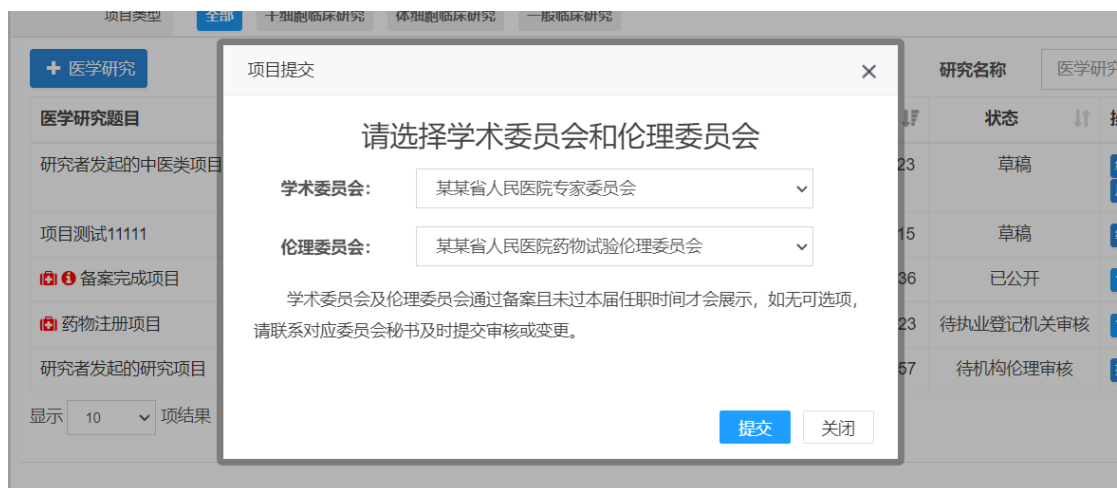 项目类型 全部 干细胞临床研究 体细胞临床研究 一般临床研究
医学研究
研究名称 医学研究
医学研究题目 状态
研究者发起的中医类项目 23 草稿
项目测试11111 15 草稿
备案完成项目 36 已公开
药物注册项目 23 待执业登记机关审核
研究者发起的研究项目 57 待机构伦理审核
显示 10 项结果
项目提交
请选择学术委员会和伦理委员会
学术委员会: 某某省人民医院专家委员会
伦理委员会: 某某省人民医院药物试验伦理委员会
学术委员会及伦理委员会通过备案且未过本届任职时间才会展示，如无可选项，
请联系对应委员会秘书及时提交审核或变更。
提交 关闭